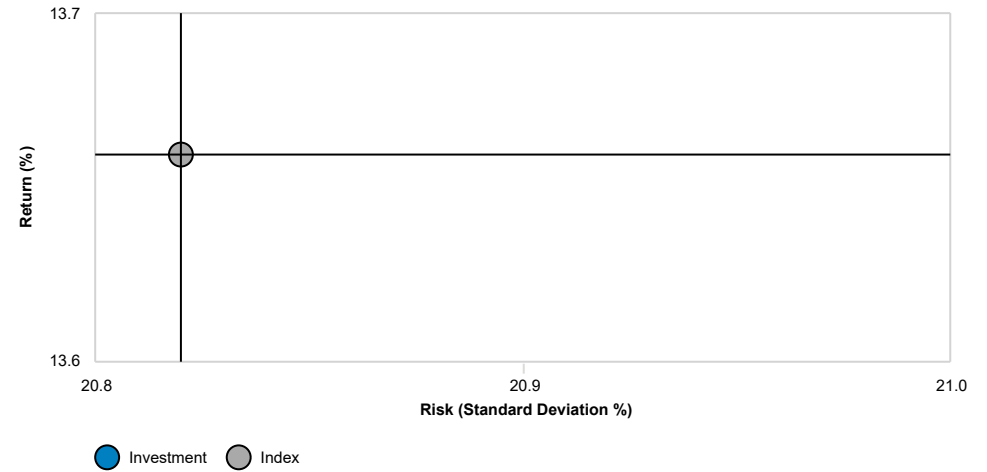 13.7
Return (%)
13.6
20.8
20.9
21.0
Risk (Standard Deviation %)
Investment
Index